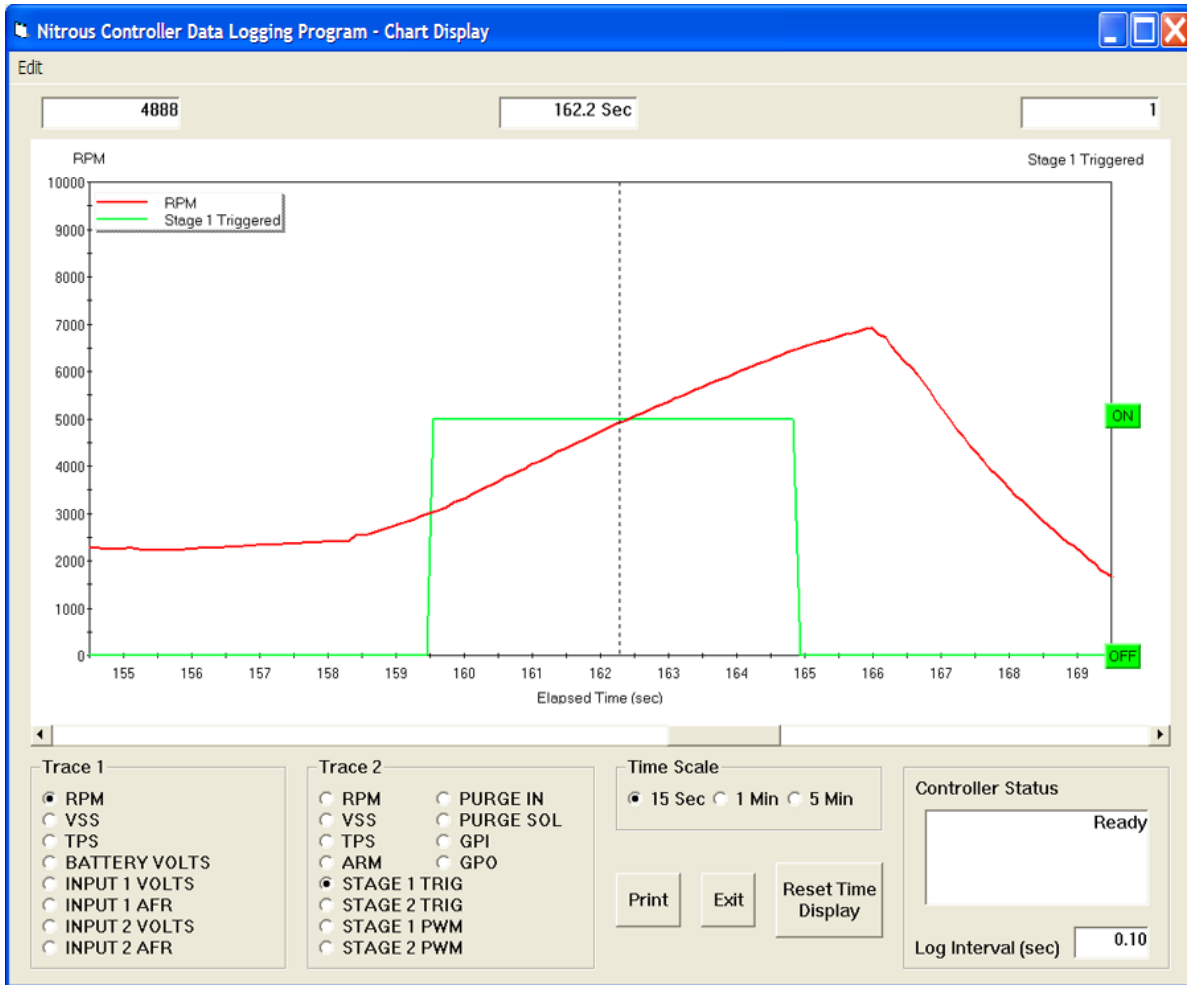 Nitrous Controller Data Logging Program - Chart Display
Edit
4888
162.2 Sec
1
RPM
Stage 1 Triggered
10000
9000
8000
7000
6000
5000
4000
3000
2000
1000
0
RPM
Stage 1 Triggered
ON
OFF
155 156 157 158 159 160 161 162 163 164 165 166 167 168 169
Elapsed Time (sec)
Trace 1
RPM
VSS
TPS
BATTERY VOLTS
INPUT 1 VOLTS
INPUT 1 AFR
INPUT 2 VOLTS
INPUT 2 AFR
Trace 2
RPM
VSS
TPS
ARM
STAGE 1 TRIG
STAGE 2 TRIG
STAGE 1 PWM
STAGE 2 PWM
PURGE IN
PURGE SOL
GPI
GPO
Time Scale
15 Sec 1 Min 5 Min
Print
Exit
Reset Time
Display
Controller Status
Ready
Log Interval (sec) 0.10